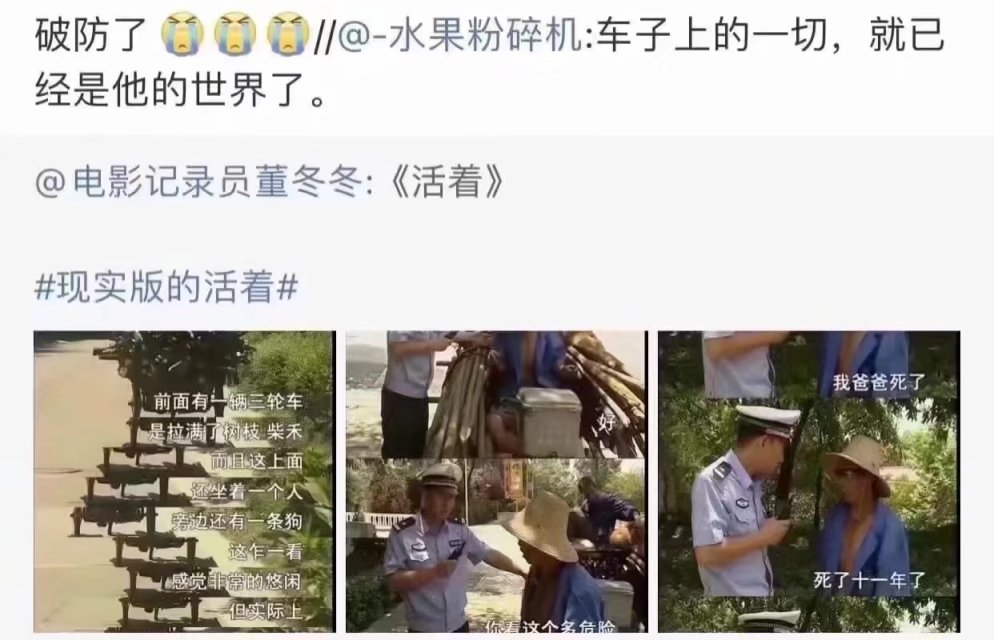 破防了 😭😭😭//@-水果粉碎机:车子上的一切，就已
经是他的世界了。
@电影记录员董冬冬:《活着》
#现实版的活着#
前面有一辆三轮车
是拉满了树枝 柴禾
而且这上面
还坐着一个人
旁边还有一条狗
这乍一看
感觉非常的悠闲
但实际上
好
你看这个多危险
我爸爸死了
死了十一年了